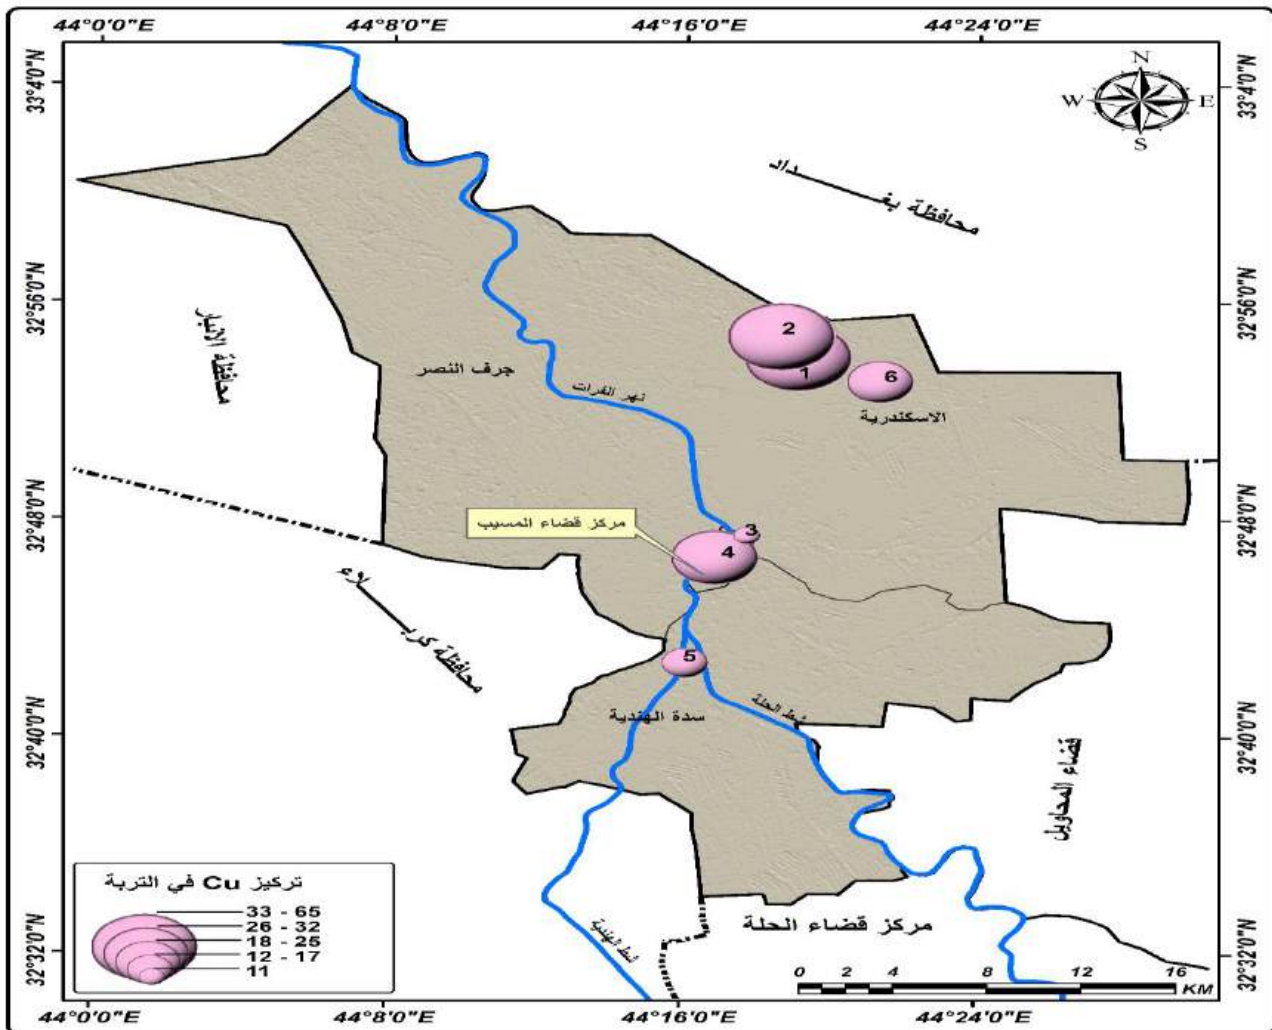 44°0'0"E 44°8'0"E 44°16'0"E 44°24'0"E
33°4'0"N
33°4'0"N
N
W E
S
محافظة بغـــــــداد
32°56'0"N
32°56'0"N
محافظة الانبار
2
1
6
جرف النصر
نهر الفرات
الاسكندرية
32°48'0"N
32°48'0"N
مركز قضاء المسيب
3
4
محافظة كربـــــــلاء
5
سدة الهندية
شط الحلة
32°40'0"N
32°40'0"N
قضاء المحاويل
تركيز Cu في التربة
33 - 65
26 - 32
18 - 25
12 - 17
11
شط الهندية
مركز قضاء الحلة
32°32'0"N
32°32'0"N
0 2 4 8 12 16
KM
44°0'0"E 44°8'0"E 44°16'0"E 44°24'0"E